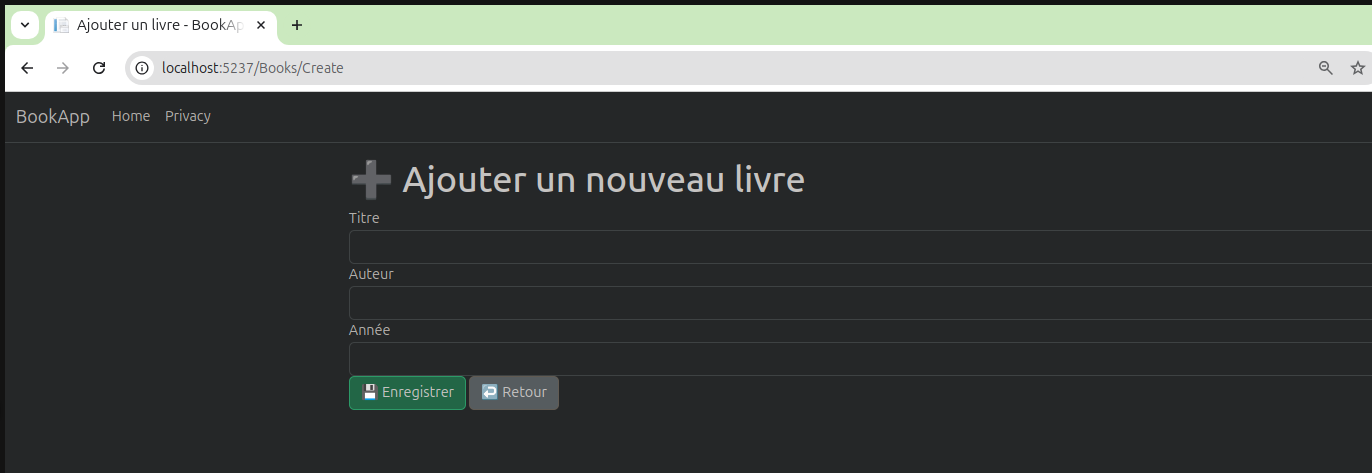 Ajouter un livre - BookAp
localhost:5237/Books/Create
BookApp Home Privacy
➕ Ajouter un nouveau livre
Titre
Auteur
Année
💾 Enregistrer ↩️ Retour